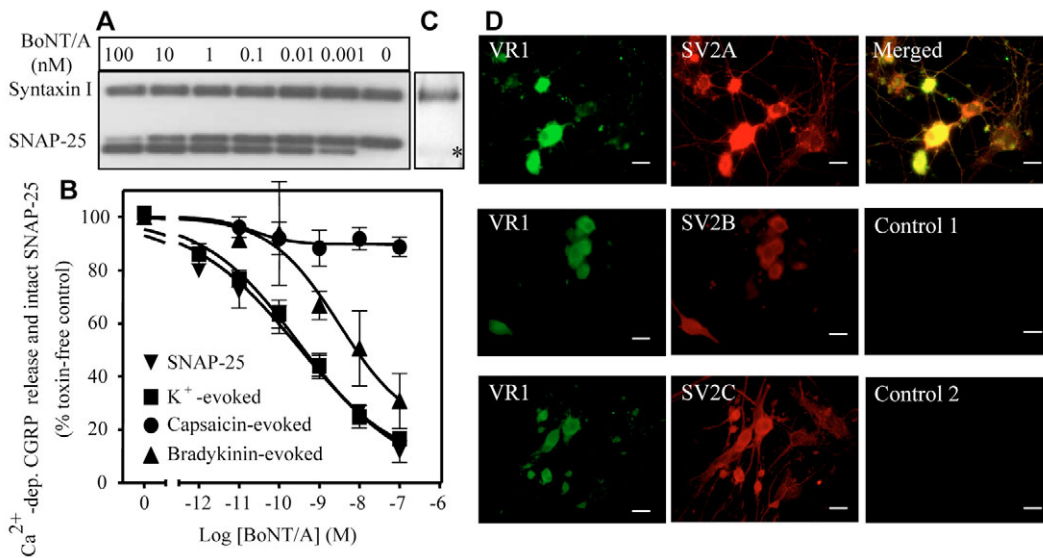 A
BoNT/A
(nM)
100 10 1 0.1 0.01 0.001 0
Syntaxin I
SNAP-25
C
*
B
Ca2+-dep. CGRP release and intact SNAP-25
(% toxin-free control)
100
80
60
40
20
0
SNAP-25
K+-evoked
Capsaicin-evoked
Bradykinin-evoked
0 -12 -11 -10 -9 -8 -7 -6
Log [BoNT/A] (M)
D
VR1 SV2A Merged
VR1 SV2B Control 1
VR1 SV2C Control 2